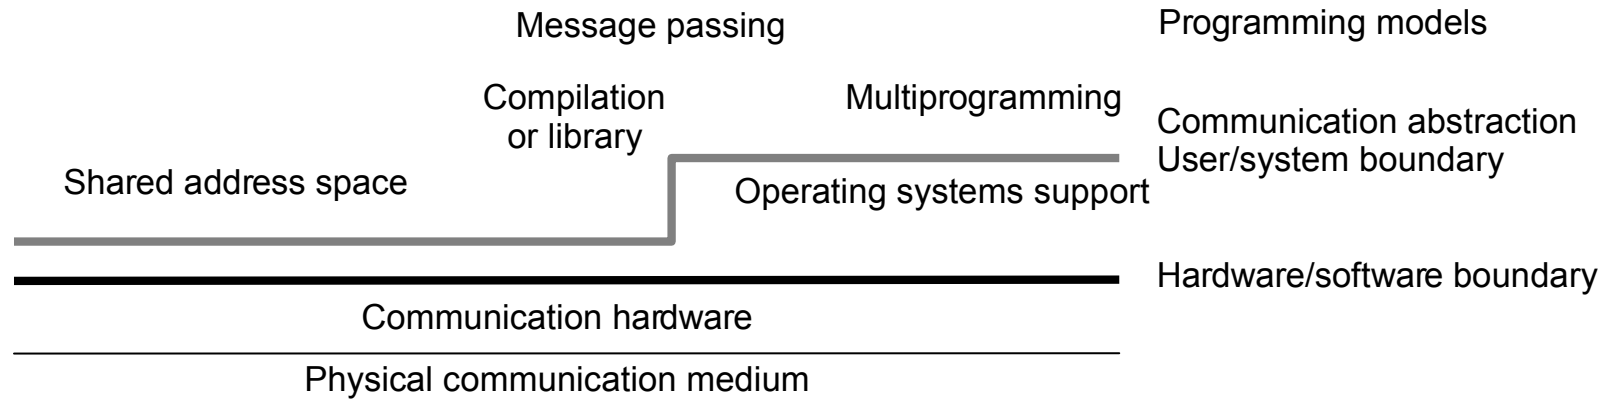 Message passing
Programming models
Compilation
or library
Multiprogramming
Communication abstraction
User/system boundary
Shared address space
Operating systems support
Hardware/software boundary
Communication hardware
Physical communication medium